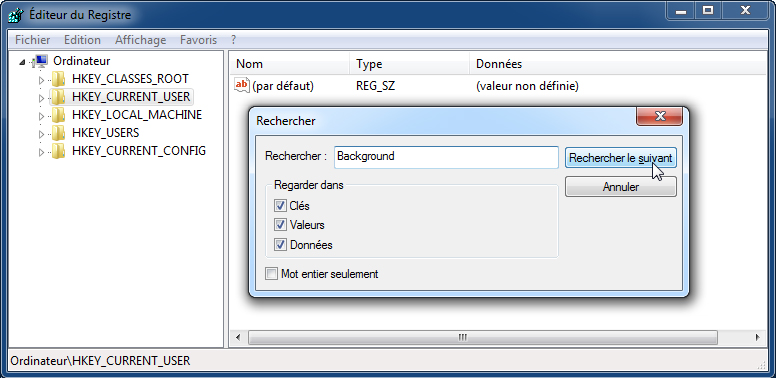 Éditeur du Registre
Fichier Edition Affichage Favoris ?
Ordinateur
HKEY_CLASSES_ROOT
HKEY_CURRENT_USER
HKEY_LOCAL_MACHINE
HKEY_USERS
HKEY_CURRENT_CONFIG
Nom Type Données
ab (par défaut) REG_SZ (valeur non définie)
Rechercher
Rechercher : Background
Rechercher le suivant
Annuler
Regarder dans
Clés
Valeurs
Données
Mot entier seulement
Ordinateur\HKEY_CURRENT_USER